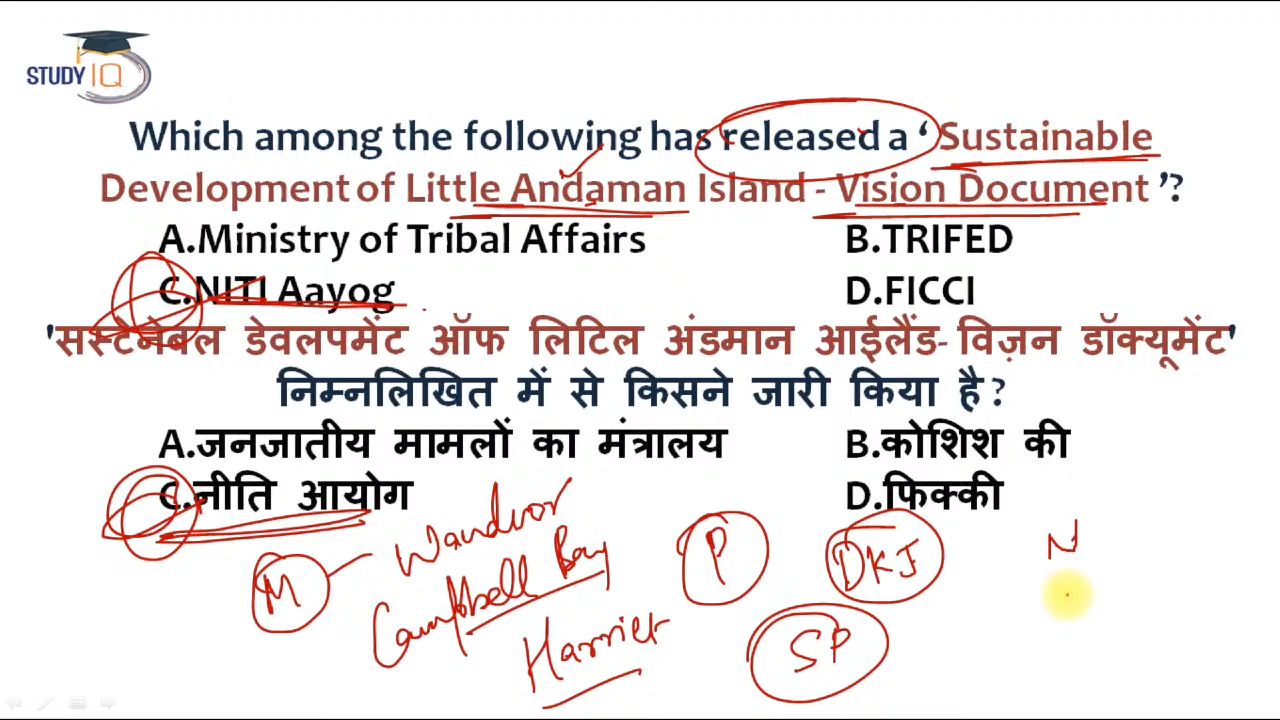 STUDY IQ
Which among the following has released a ‘ Sustainable
Development of Little Andaman Island - Vision Document ’?
A.Ministry of Tribal Affairs B.TRIFED
C.NITI Aayog D.FICCI
'सस्टेनेबल डेवलपमेंट ऑफ लिटिल अंडमान आईलैंड- विज़न डॉक्यूमेंट'
निम्नलिखित में से किसने जारी किया है ?
A.जनजातीय मामलों का मंत्रालय B.कोशिश की
C.नीति आयोग D.फिक्की
M - Wandoor P DKJ N
Campbell Bay
Harriet SP